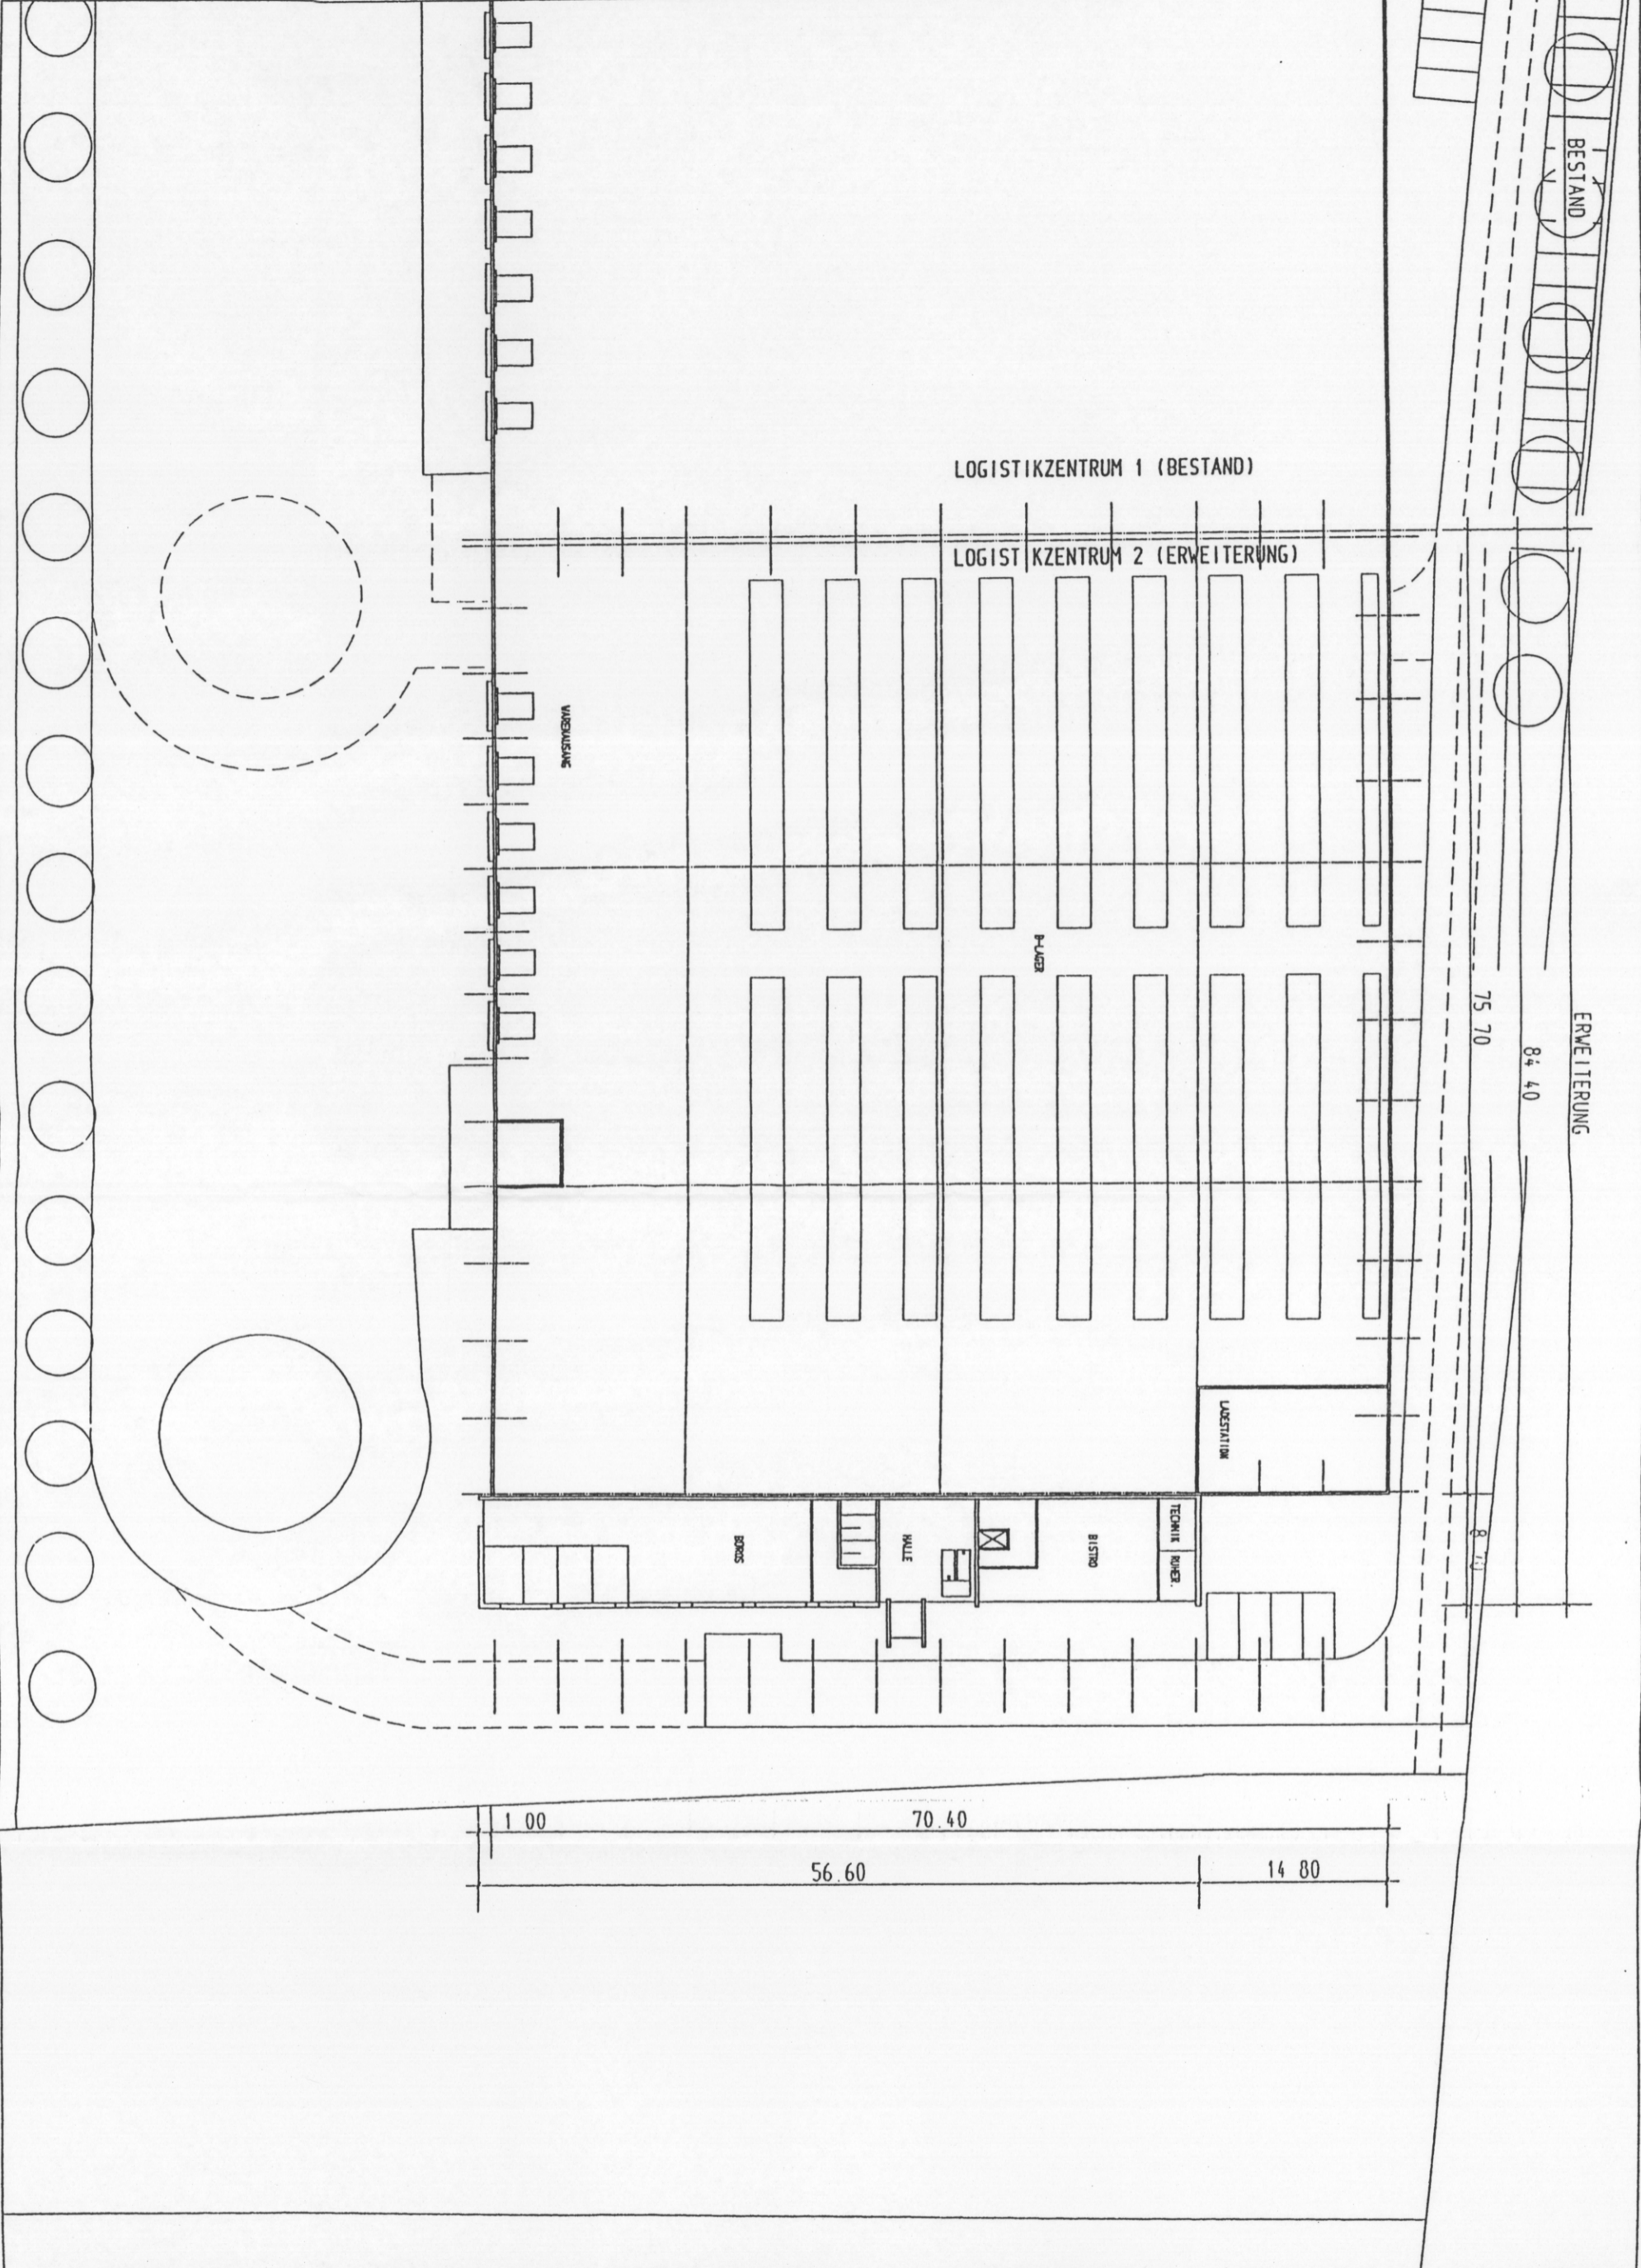 BESTAND
LOGISTIKZENTRUM 1 (BESTAND)
LOGISTIKZENTRUM 2 (ERWEITERUNG)
WARENAUSGANG
B-LAGER
75 70
84 40
ERWEITERUNG
LADESTATION
BÜROS
HALLE
BISTRO
TECHNIK
RUHER.
1 00
70.40
56.60
14 80